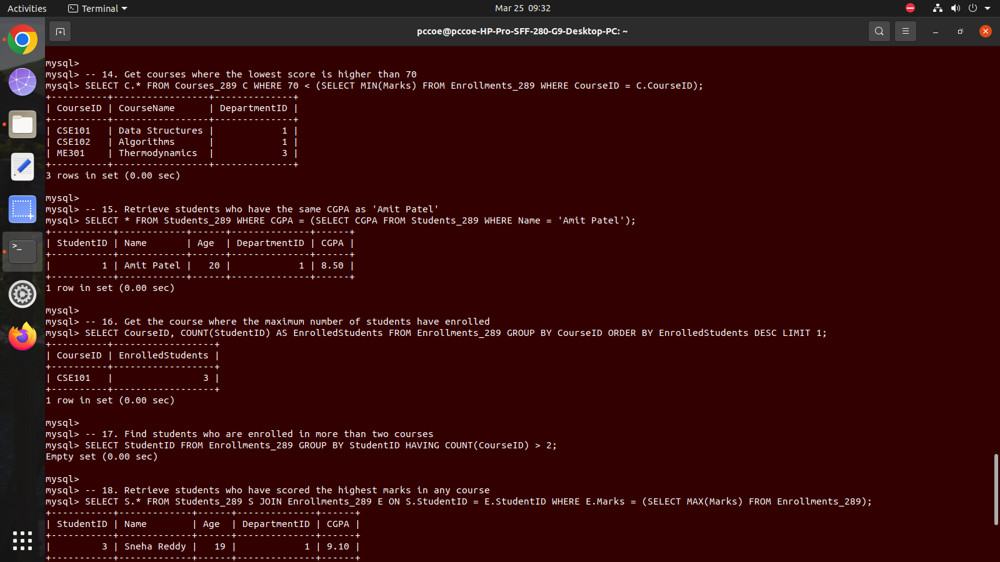 Activities
Terminal
Mar 25 09:32
pccoe@pccoe-HP-Pro-SFF-280-G9-Desktop-PC: ~
mysql>
mysql> -- 14. Get courses where the lowest score is higher than 70
mysql> SELECT C.* FROM Courses_289 C WHERE 70 < (SELECT MIN(Marks) FROM Enrollments_289 WHERE CourseID = C.CourseID);
+----------+-----------------+--------------+
| CourseID | CourseName      | DepartmentID |
+----------+-----------------+--------------+
| CSE101   | Data Structures |            1 |
| CSE102   | Algorithms      |            1 |
| ME301    | Thermodynamics  |            3 |
+----------+-----------------+--------------+
3 rows in set (0.00 sec)
mysql>
mysql> -- 15. Retrieve students who have the same CGPA as 'Amit Patel'
mysql> SELECT * FROM Students_289 WHERE CGPA = (SELECT CGPA FROM Students_289 WHERE Name = 'Amit Patel');
+-----------+------------+------+--------------+------+
| StudentID | Name       | Age  | DepartmentID | CGPA |
+-----------+------------+------+--------------+------+
|         1 | Amit Patel |   20 |            1 | 8.50 |
+-----------+------------+------+--------------+------+
1 row in set (0.00 sec)
mysql>
mysql> -- 16. Get the course where the maximum number of students have enrolled
mysql> SELECT CourseID, COUNT(StudentID) AS EnrolledStudents FROM Enrollments_289 GROUP BY CourseID ORDER BY EnrolledStudents DESC LIMIT 1;
+----------+------------------+
| CourseID | EnrolledStudents |
+----------+------------------+
| CSE101   |                3 |
+----------+------------------+
1 row in set (0.00 sec)
mysql>
mysql> -- 17. Find students who are enrolled in more than two courses
mysql> SELECT StudentID FROM Enrollments_289 GROUP BY StudentID HAVING COUNT(CourseID) > 2;
Empty set (0.00 sec)
mysql>
mysql> -- 18. Retrieve students who have scored the highest marks in any course
mysql> SELECT S.* FROM Students_289 S JOIN Enrollments_289 E ON S.StudentID = E.StudentID WHERE E.Marks = (SELECT MAX(Marks) FROM Enrollments_289);
+-----------+-------------+------+--------------+------+
| StudentID | Name        | Age  | DepartmentID | CGPA |
+-----------+-------------+------+--------------+------+
|         3 | Sneha Reddy |   19 |            1 | 9.10 |
+-----------+-------------+------+--------------+------+